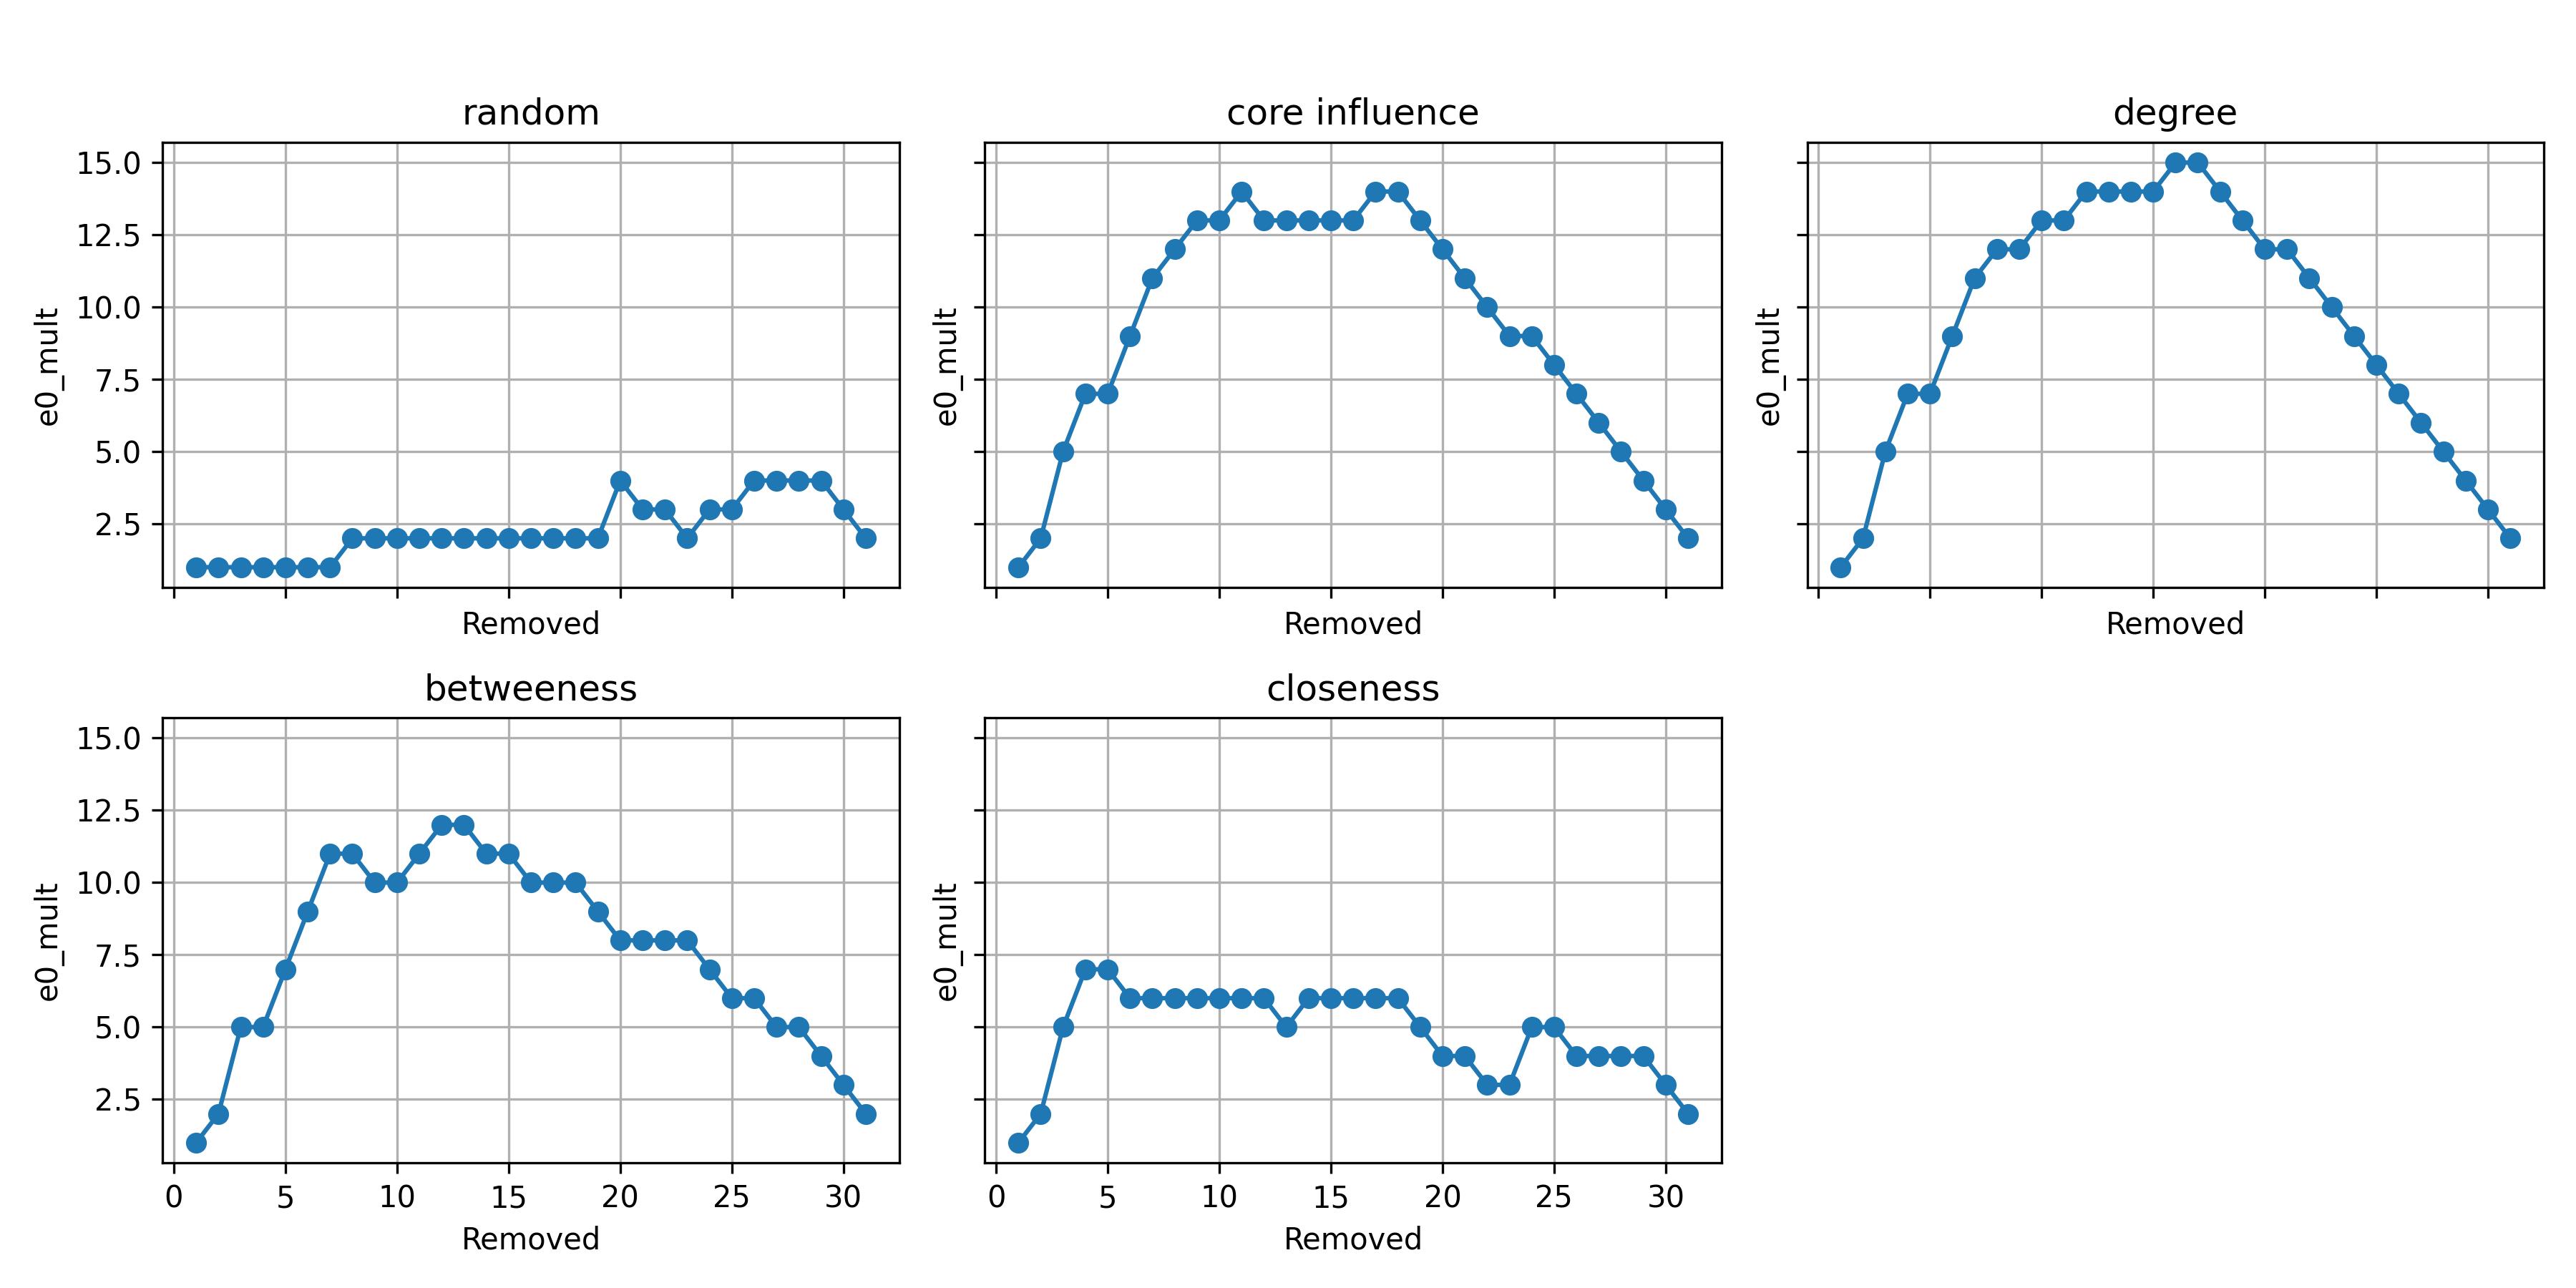 random
core influence
degree
15.0
12.5
10.0
7.5
5.0
2.5
e0_mult
e0_mult
e0_mult
Removed
Removed
Removed
betweeness
closeness
15.0
12.5
10.0
7.5
5.0
2.5
e0_mult
e0_mult
0 5 10 15 20 25 30
0 5 10 15 20 25 30
Removed
Removed